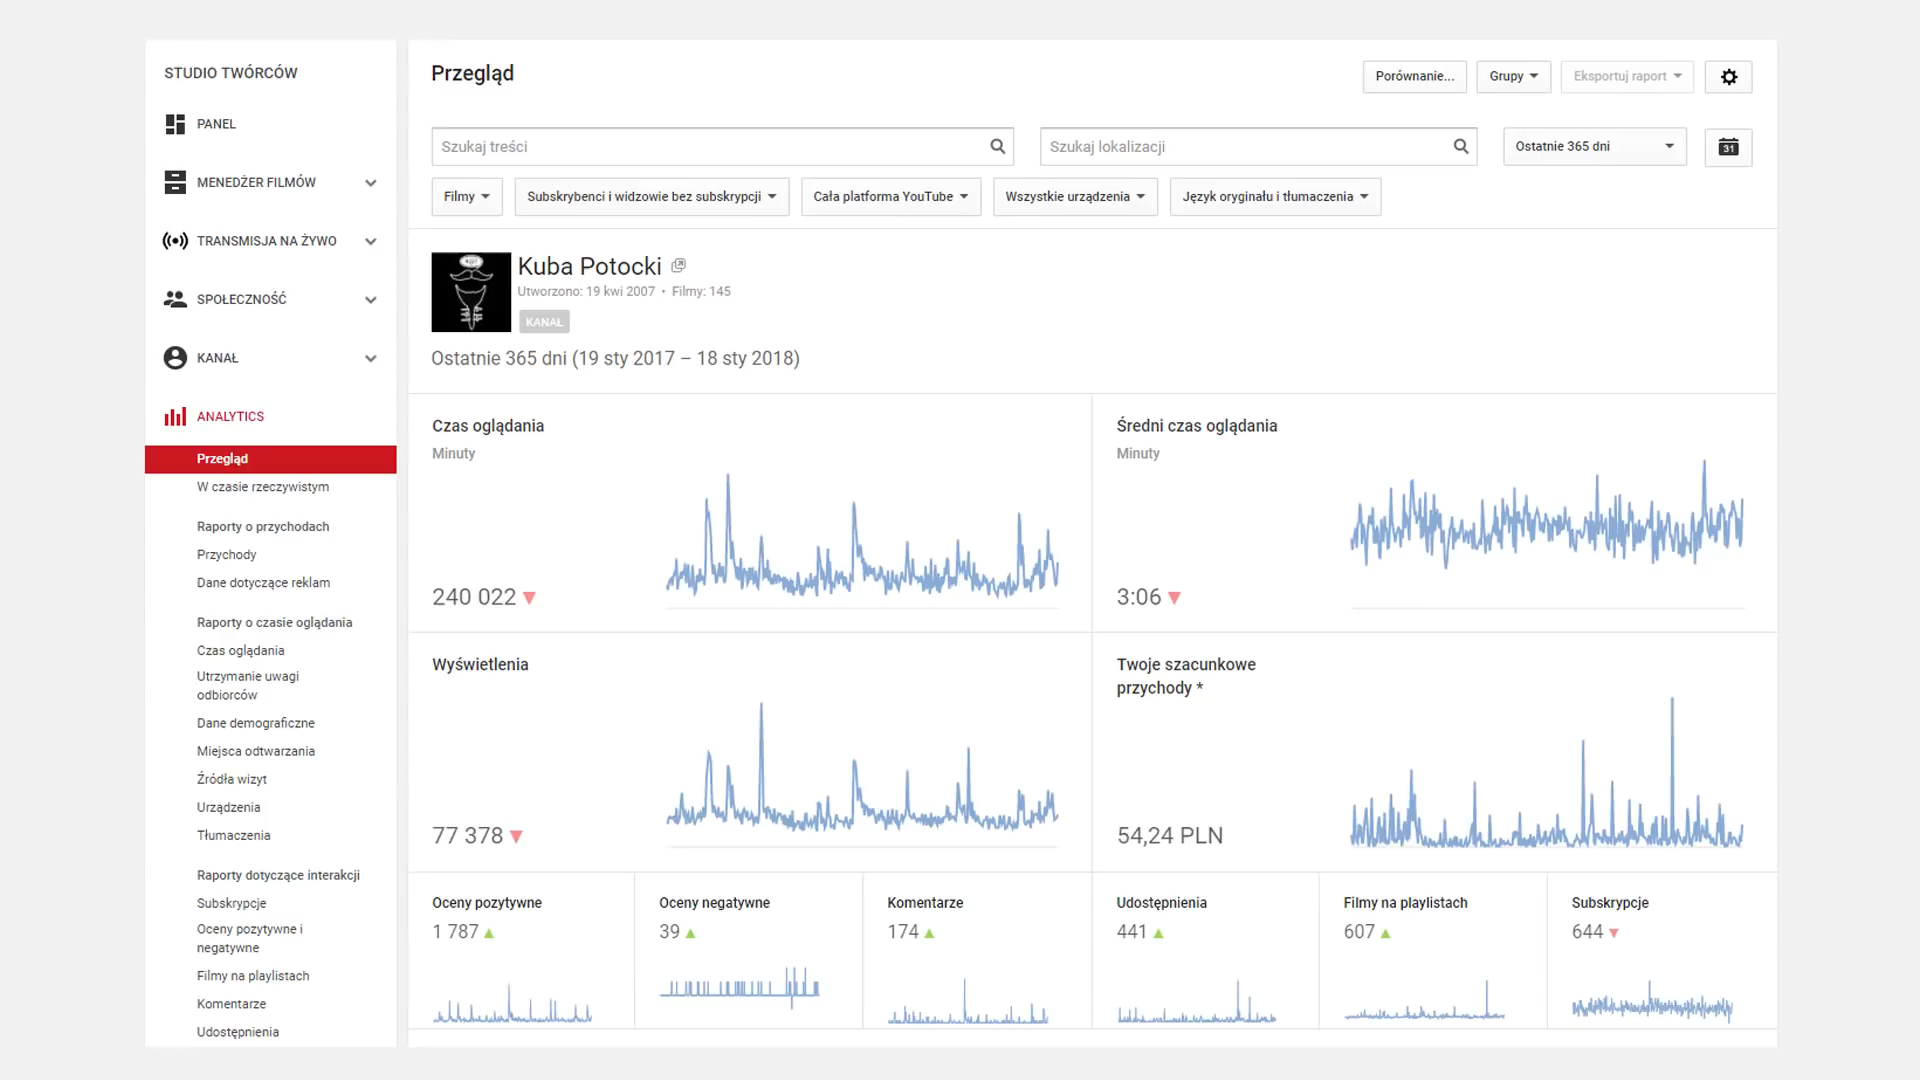 STUDIO TWÓRCÓW
PANEL
MENEDŻER FILMÓW
TRANSMISJA NA ŻYWO
SPOŁECZNOŚĆ
KANAŁ
ANALYTICS
Przegląd
W czasie rzeczywistym
Raporty o przychodach
Przychody
Dane dotyczące reklam
Raporty o czasie oglądania
Czas oglądania
Utrzymanie uwagi
odbiorców
Dane demograficzne
Miejsca odtwarzania
Źródła wizyt
Urządzenia
Tłumaczenia
Raporty dotyczące interakcji
Subskrypcje
Oceny pozytywne i
negatywne
Filmy na playlistach
Komentarze
Udostępnienia
Przegląd
Porównanie... Grupy Eksportuj raport
Szukaj treści Szukaj lokalizacji Ostatnie 365 dni 31
Filmy Subskrybenci i widzowie bez subskrypcji Cała platforma YouTube Wszystkie urządzenia Język oryginału i tłumaczenia
Kuba Potocki
Utworzono: 19 kwi 2007 • Filmy: 145
KANAŁ
Ostatnie 365 dni (19 sty 2017 – 18 sty 2018)
Czas oglądania
Minuty
240 022
Średni czas oglądania
Minuty
3:06
Wyświetlenia
77 378
Twoje szacunkowe
przychody *
54,24 PLN
Oceny pozytywne
1 787
Oceny negatywne
39
Komentarze
174
Udostępnienia
441
Filmy na playlistach
607
Subskrypcje
644